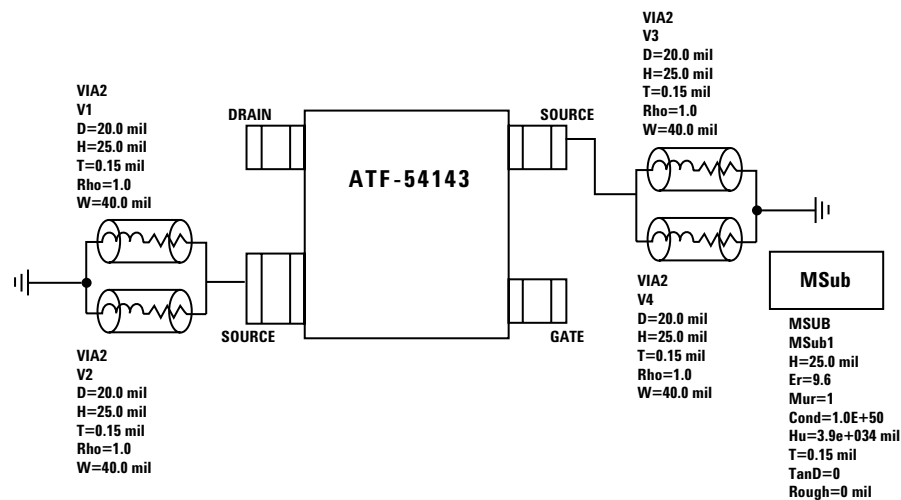 VIA2
V1
D=20.0 mil
H=25.0 mil
T=0.15 mil
Rho=1.0
W=40.0 mil
VIA2
V2
D=20.0 mil
H=25.0 mil
T=0.15 mil
Rho=1.0
W=40.0 mil
DRAIN
SOURCE
ATF-54143
SOURCE
GATE
VIA2
V3
D=20.0 mil
H=25.0 mil
T=0.15 mil
Rho=1.0
W=40.0 mil
VIA2
V4
D=20.0 mil
H=25.0 mil
T=0.15 mil
Rho=1.0
W=40.0 mil
MSub
MSUB
MSub1
H=25.0 mil
Er=9.6
Mur=1
Cond=1.0E+50
Hu=3.9e+034 mil
T=0.15 mil
TanD=0
Rough=0 mil